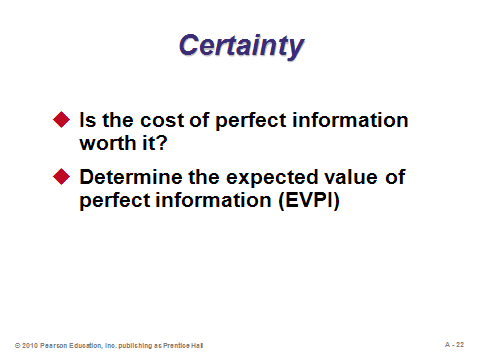 Certainty
Is the cost of perfect information
worth it?
Determine the expected value of
perfect information (EVPI)
© 2010 Pearson Education, Inc. publishing as Prentice Hall
A - 22